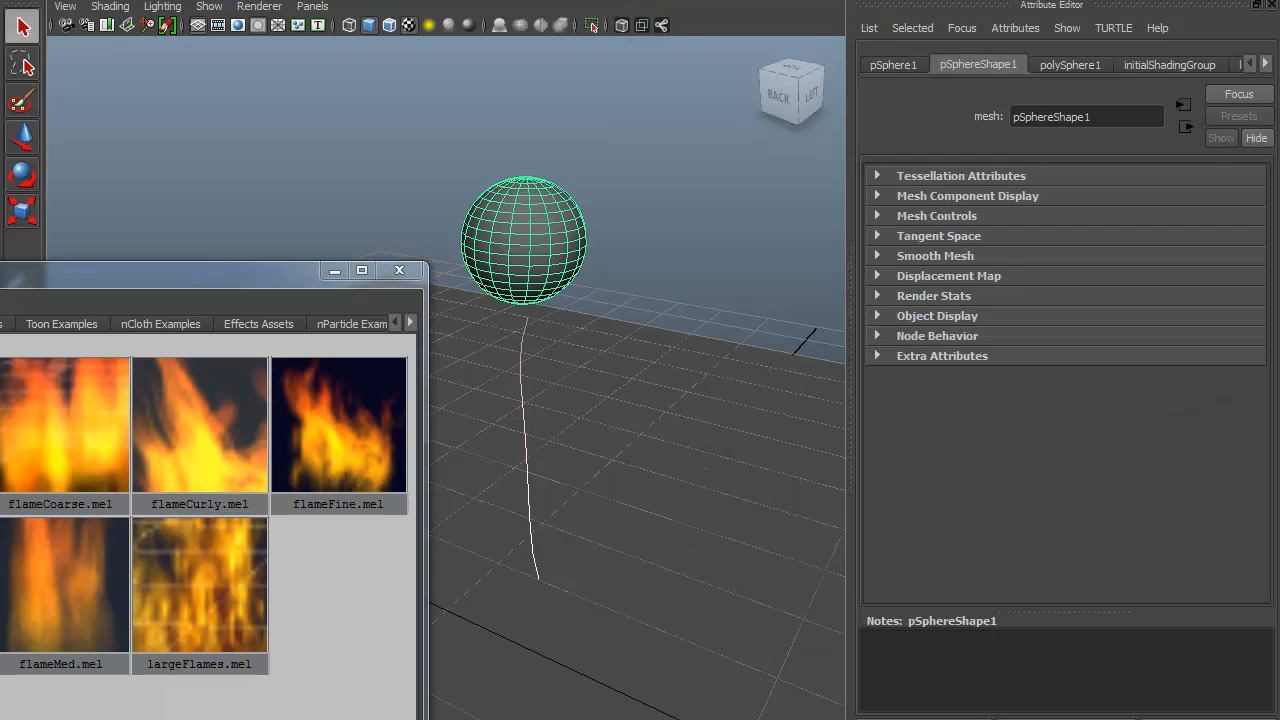 View Shading Lighting Show Renderer Panels
BACK LEFT
Attribute Editor
List Selected Focus Attributes Show TURTLE Help
pSphere1 pSphereShape1 polySphere1 initialShadingGroup
mesh: pSphereShape1
Focus
Presets
Show Hide
Tessellation Attributes
Mesh Component Display
Mesh Controls
Tangent Space
Smooth Mesh
Displacement Map
Render Stats
Object Display
Node Behavior
Extra Attributes
Notes: pSphereShape1
s Toon Examples nCloth Examples Effects Assets nParticle Exam
flameCoarse.mel flameCurly.mel flameFine.mel
flameMed.mel largeFlames.mel